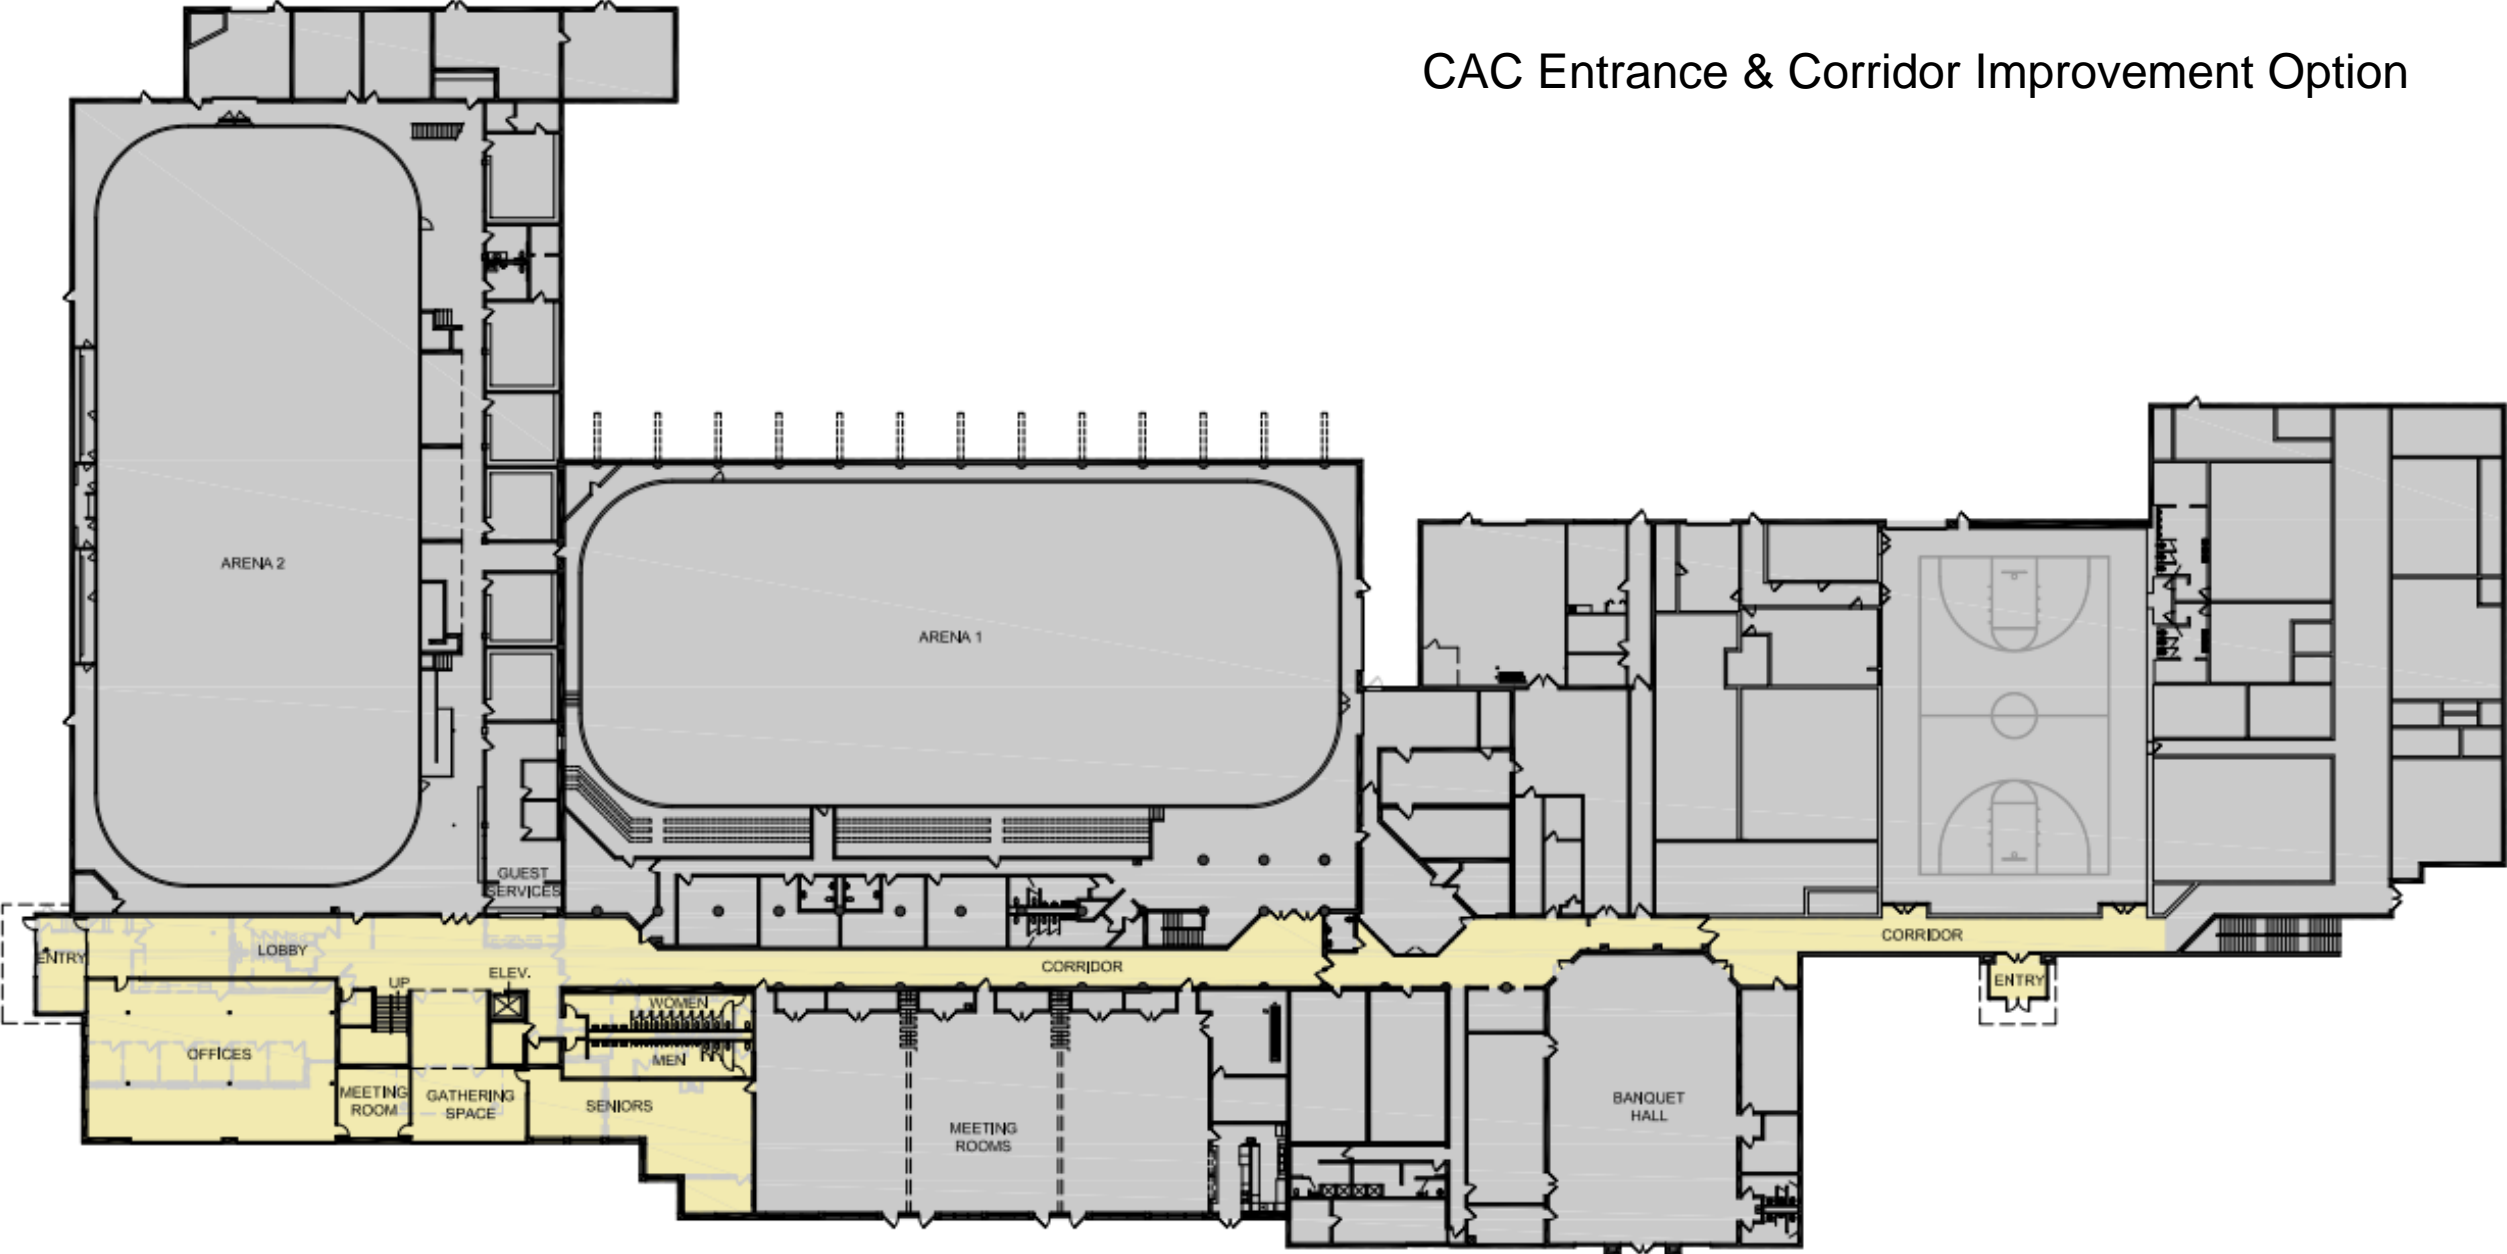 CAC Entrance & Corridor Improvement Option
ARENA 2
ARENA 1
GUEST
SERVICES
LOBBY
ENTRY
UP
ELEV.
CORRIDOR
CORRIDOR
ENTRY
WOMEN
MEN
OFFICES
MEETING
ROOM
GATHERING
SPACE
SENIORS
MEETING
ROOMS
BANQUET
HALL